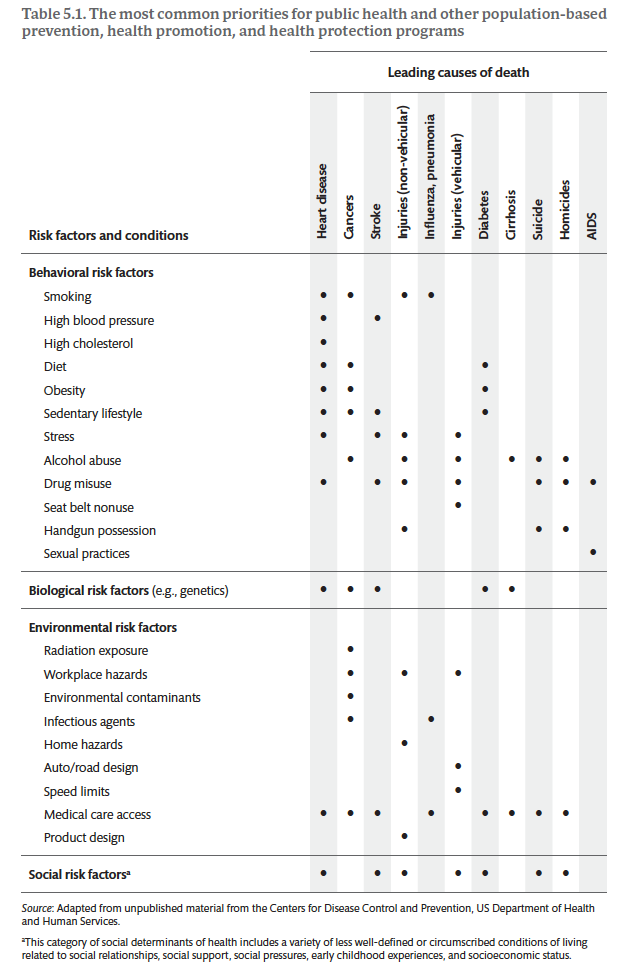 Table 5.1. The most common priorities for public health and other population-based
prevention, health promotion, and health protection programs
Leading causes of death
Risk factors and conditions
Heart disease
Cancers
Stroke
Injuries (non-vehicular)
Influenza, pneumonia
Injuries (vehicular)
Diabetes
Cirrhosis
Suicide
Homicides
AIDS
Behavioral risk factors
Smoking • • • •
High blood pressure • •
High cholesterol •
Diet • • •
Obesity • • •
Sedentary lifestyle • • • •
Stress • • • •
Alcohol abuse • • • • • •
Drug misuse • • • • • • •
Seat belt nonuse •
Handgun possession • • •
Sexual practices •
Biological risk factors (e.g., genetics) • • • • •
Environmental risk factors
Radiation exposure •
Workplace hazards • • •
Environmental contaminants •
Infectious agents • •
Home hazards •
Auto/road design •
Speed limits •
Medical care access • • • • • • • •
Product design •
Social risk factorsª • • • • • • •
Source: Adapted from unpublished material from the Centers for Disease Control and Prevention, US Department of Health
and Human Services.
ªThis category of social determinants of health includes a variety of less well-defined or circumscribed conditions of living
related to social relationships, social support, social pressures, early childhood experiences, and socioeconomic status.